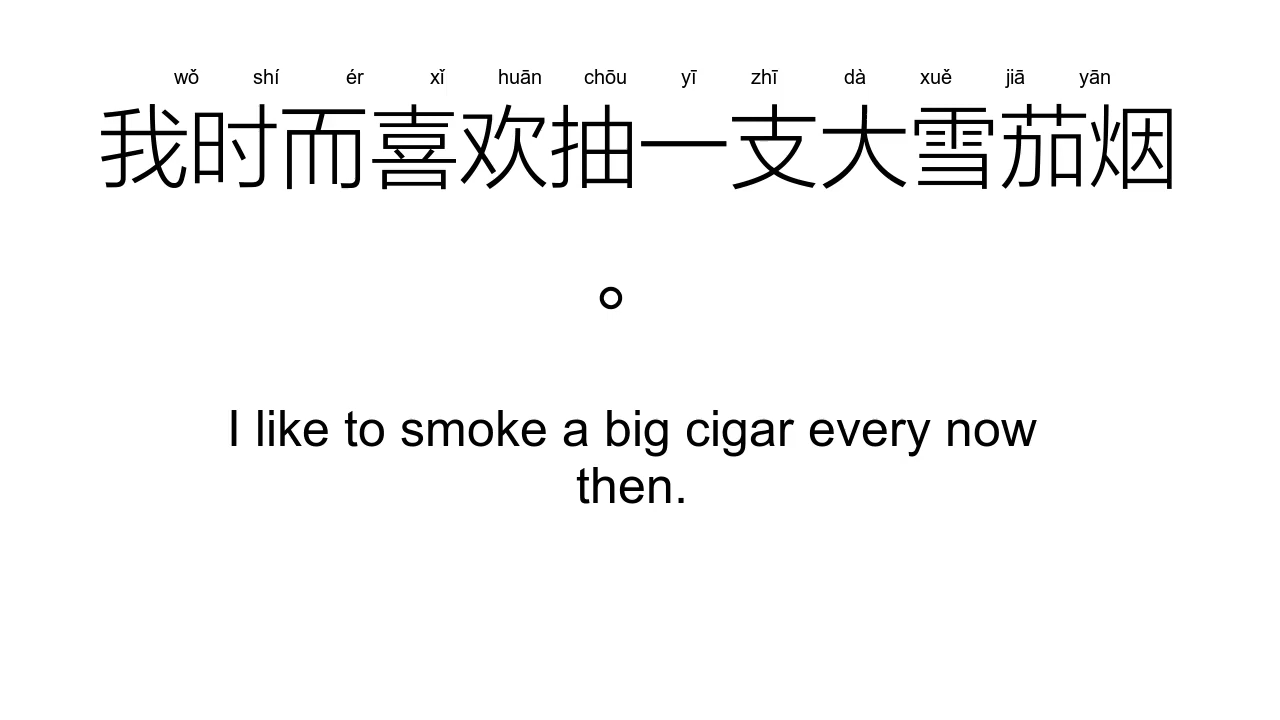 wǒ shí ér xǐ huān chōu yī zhī dà xuě jiā yān
我时而喜欢抽一支大雪茄烟
。
I like to smoke a big cigar every now
then.